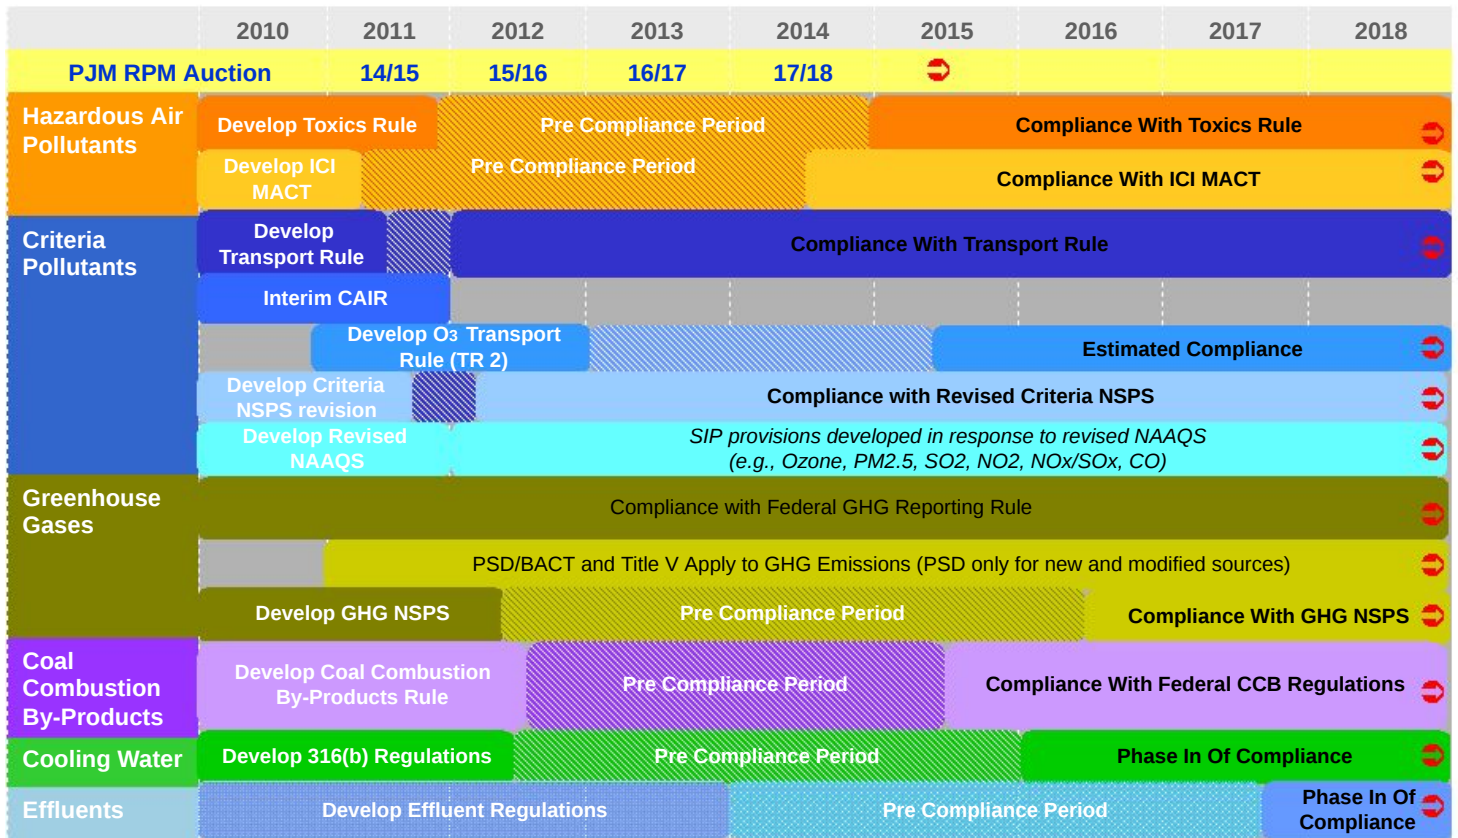 2010 2011 2012 2013 2014 2015 2016 2017 2018
PJM RPM Auction 14/15 15/16 16/17 17/18
Hazardous Air
Pollutants
Develop Toxics Rule Pre Compliance Period Compliance With Toxics Rule
Develop ICI
MACT
Pre Compliance Period
Compliance With ICI MACT
Criteria
Pollutants
Develop
Transport Rule
Compliance With Transport Rule
Interim CAIR
Develop O3 Transport
Rule (TR 2)
Estimated Compliance
Develop Criteria
NSPS revision
Compliance with Revised Criteria NSPS
Develop Revised
NAAQS
SIP provisions developed in response to revised NAAQS
(e.g., Ozone, PM2.5, SO2, NO2, NOx/SOx, CO)
Greenhouse
Gases
Compliance with Federal GHG Reporting Rule
PSD/BACT and Title V Apply to GHG Emissions (PSD only for new and modified sources)
Develop GHG NSPS Pre Compliance Period Compliance With GHG NSPS
Coal
Combustion
By-Products
Develop Coal Combustion
By-Products Rule
Pre Compliance Period
Compliance With Federal CCB Regulations
Cooling Water
Develop 316(b) Regulations Pre Compliance Period Phase In Of Compliance
Effluents
Develop Effluent Regulations Pre Compliance Period
Phase In Of
Compliance